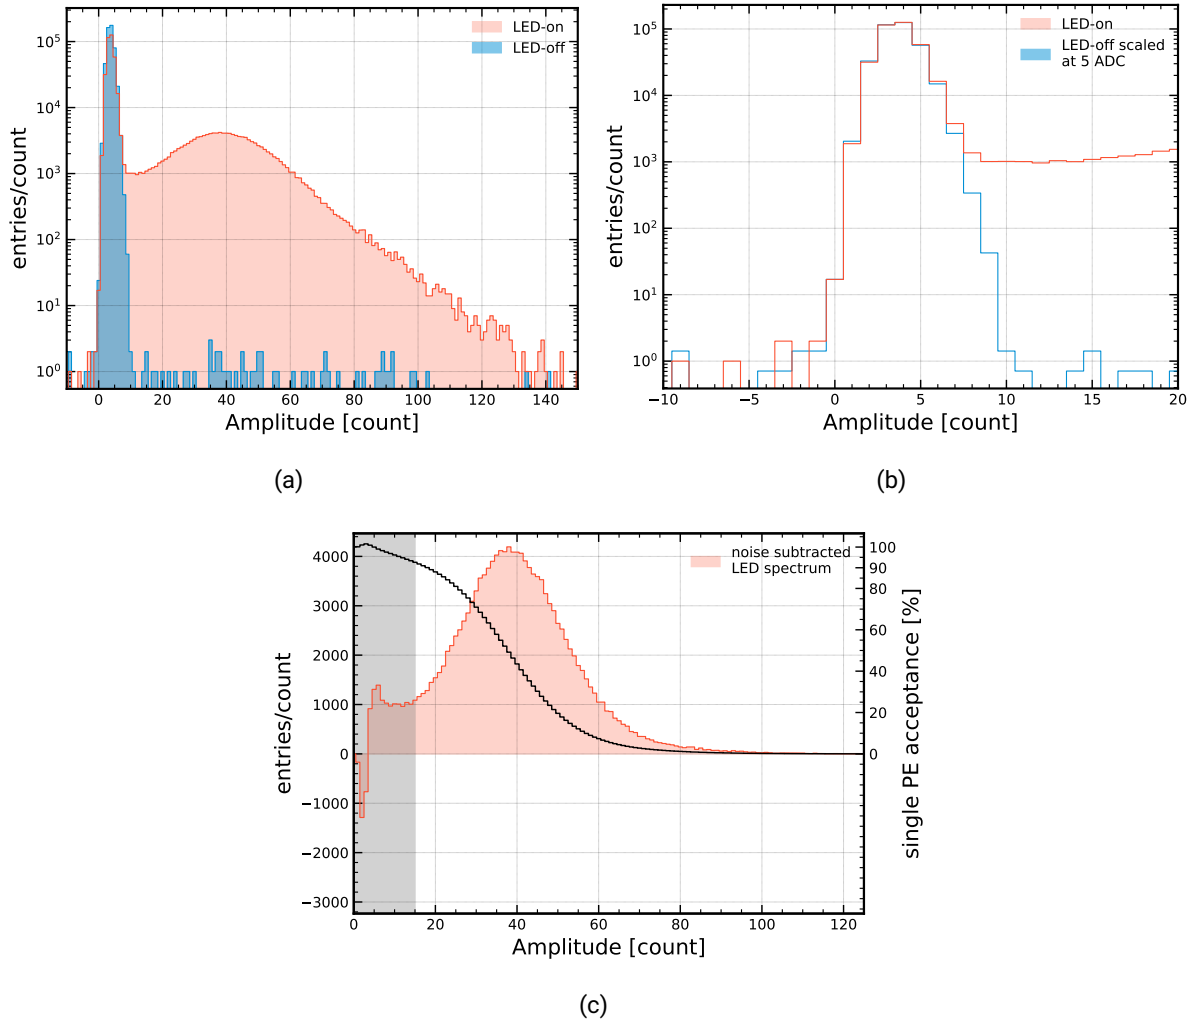 LED-on
LED-off
10⁵
10⁴
10³
10²
10¹
10⁰
entries/count
0 20 40 60 80 100 120 140
Amplitude [count]
(a)
LED-on
LED-off scaled
at 5 ADC
10⁵
10⁴
10³
10²
10¹
10⁰
entries/count
−10 −5 0 5 10 15 20
Amplitude [count]
(b)
noise subtracted
LED spectrum
4000
3000
2000
1000
0
−1000
−2000
−3000
entries/count
100
90
80
60
40
20
0
single PE acceptance [%]
0 20 40 60 80 100 120
Amplitude [count]
(c)